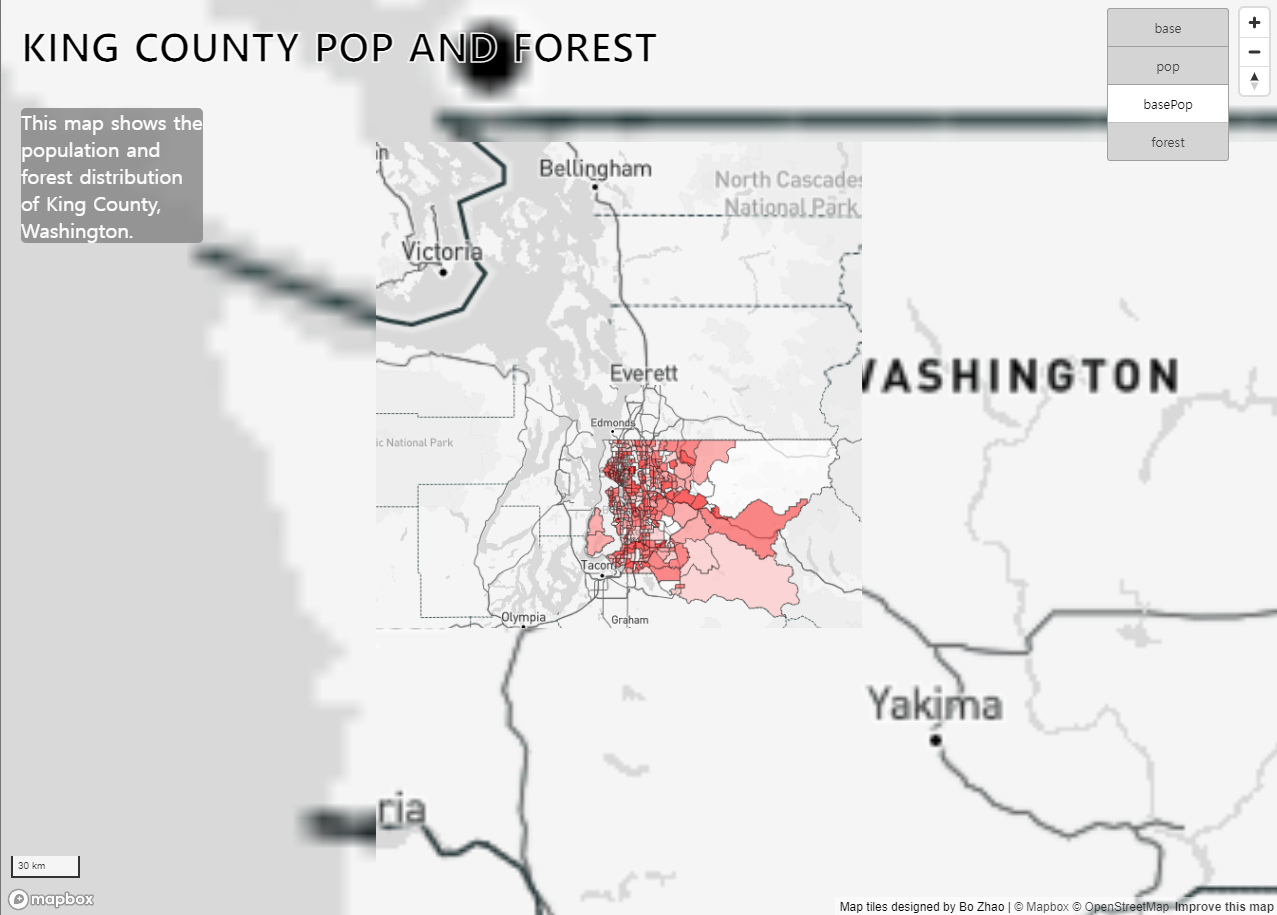 KING COUNTY POP AND FOREST
base
pop
basePop
forest
This map shows the
population and
forest distribution
of King County,
Washington.
Bellingham
North Cascades
National Park
Victoria
Everett
WASHINGTON
Edmonds
ic National Park
Tacom
Olympia
Graham
Yakima
ria
30 km
mapbox
Map tiles designed by Bo Zhao | © Mapbox © OpenStreetMap Improve this map